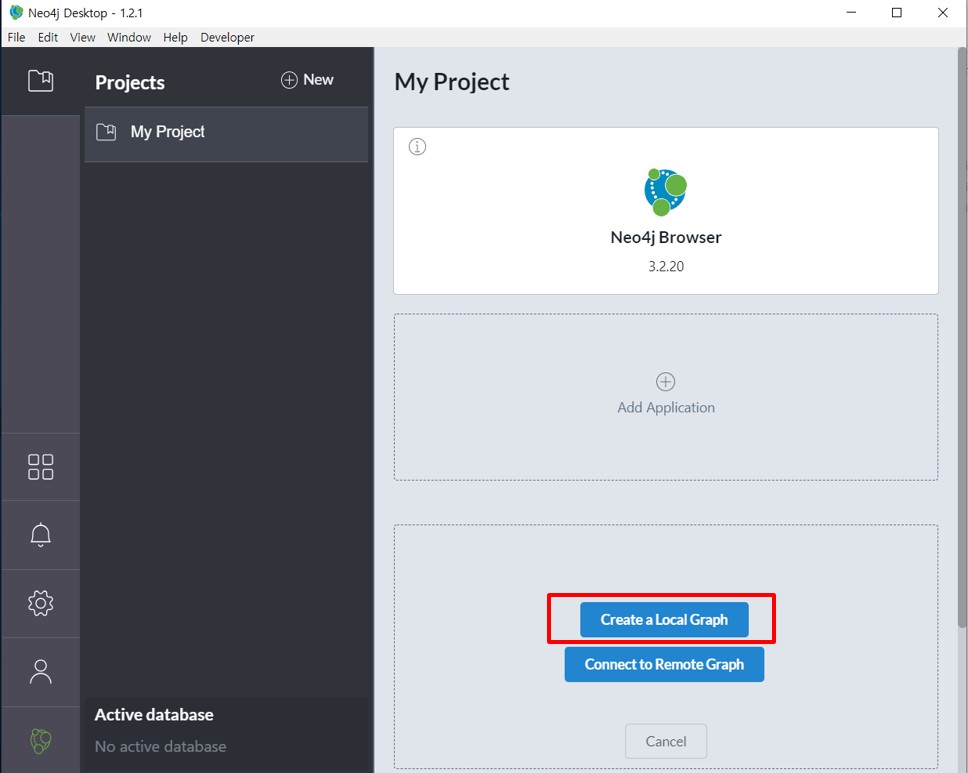 Neo4j Desktop - 1.2.1
File Edit View Window Help Developer
Projects
New
My Project
Active database
No active database
My Project
Neo4j Browser
3.2.20
Add Application
Create a Local Graph
Connect to Remote Graph
Cancel